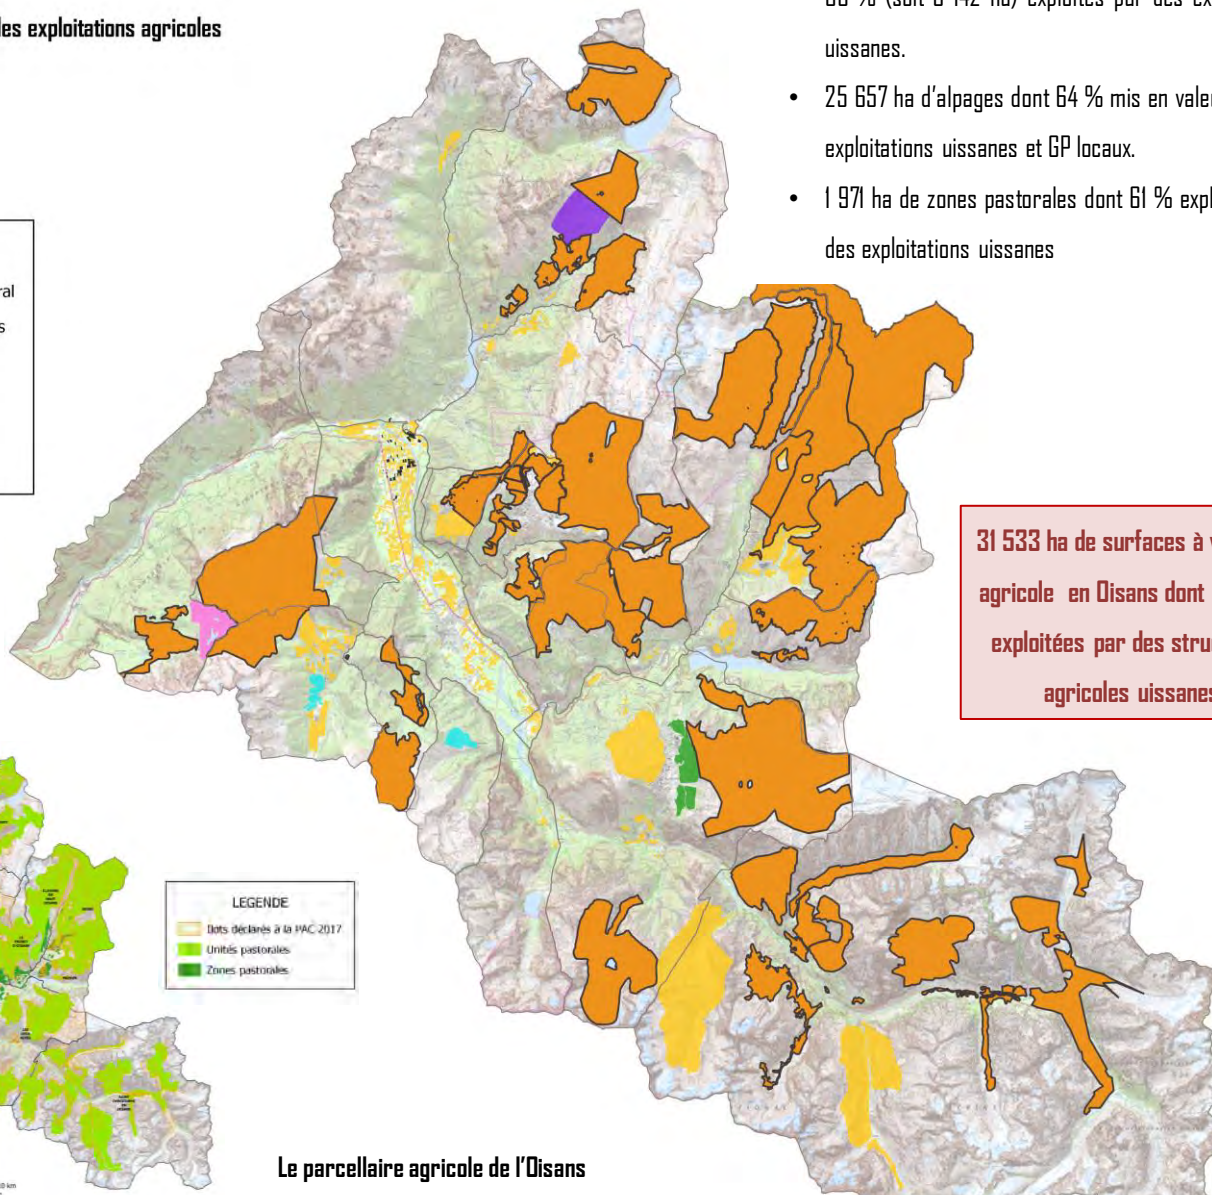 des exploitations agricoles
uissanes.
• 25 657 ha d'alpages dont 64 % mis en valeu
exploitations uissanes et GP locaux.
• 1 971 ha de zones pastorales dont 61 % expl
des exploitations uissanes
ral
s
31 533 ha de surfaces à v
agricole en Oisans dont
exploitées par des stru
agricoles uissanes
LEGENDE
Ilots déclarés à la PAC 2017
Unités pastorales
Zones pastorales
Le parcellaire agricole de l'Oisans